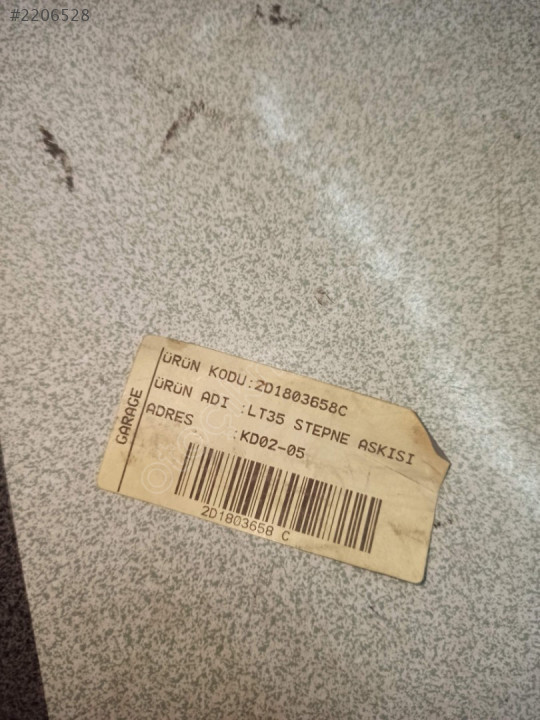 #2206528
GARAGE
ÜRÜN KODU:2D1803658C
ÜRÜN ADI :LT35 STEPNE ASKISI
ADRES :KD02-05
2D1803658 C